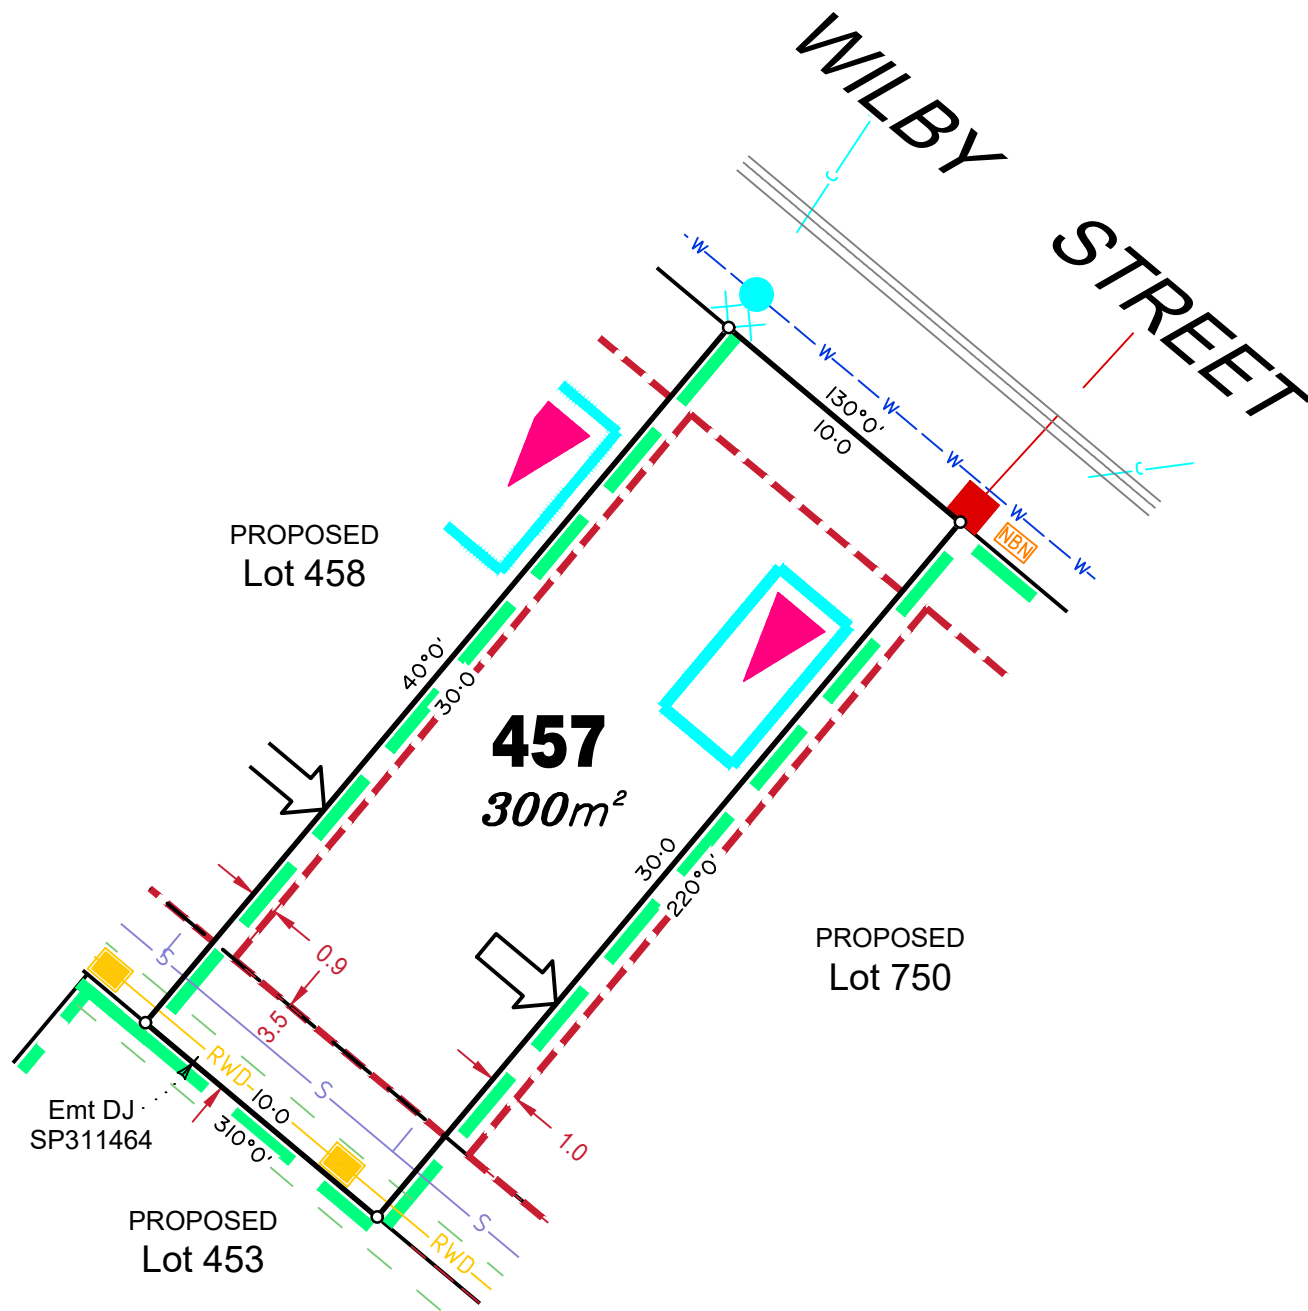 WILBY STREET
W
W
130°0'
10·0
W
W
W
NBN
W
PROPOSED
Lot 458
40°0'
30·0
457
300m²
30·0
220°0'
PROPOSED
Lot 750
0.9
3.5
S
RWD
S
10·0
310°0'
Emt DJ
SP311464
1.0
PROPOSED
Lot 453
S
RWD
C
C